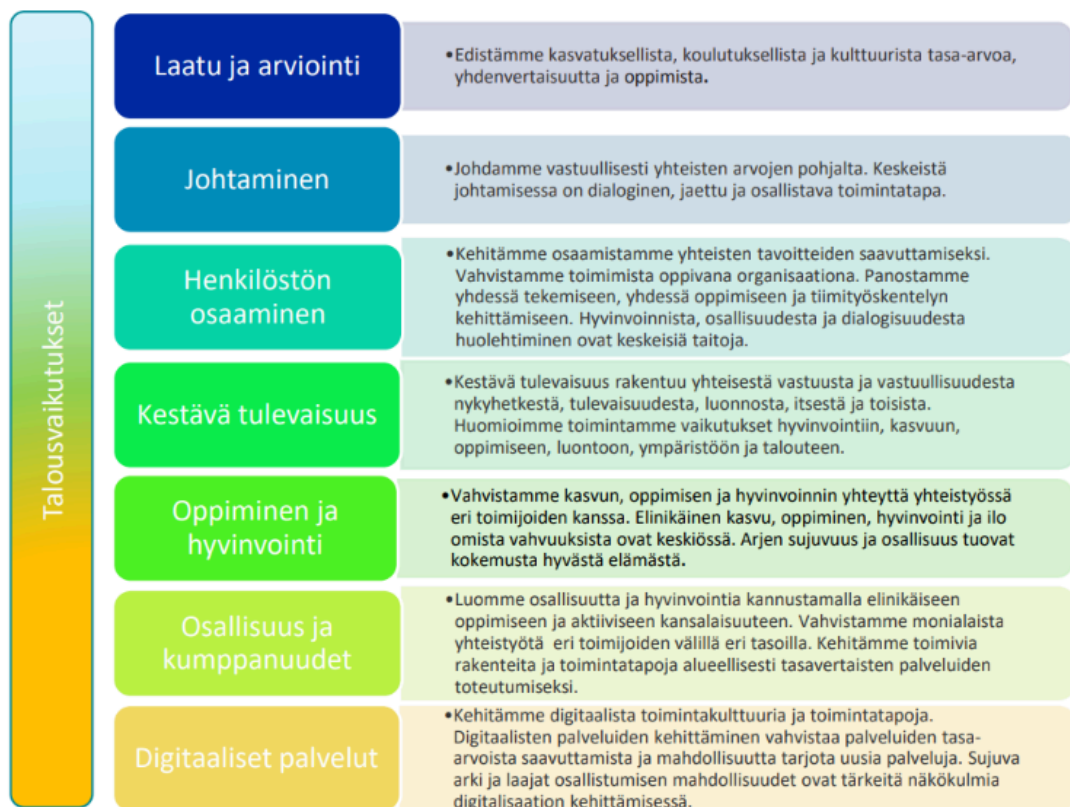 Talousvaikutukset
Laatu ja arviointi
•Edistämme kasvatuksellista, koulutuksellista ja kulttuurista tasa-arvoa,
yhdenvertaisuutta ja oppimista.
Johtaminen
•Johdamme vastuullisesti yhteisten arvojen pohjalta. Keskeistä
johtamisessa on dialoginen, jaettu ja osallistava toimintatapa.
Henkilöstön
osaaminen
•Kehitämme osaamistamme yhteisten tavoitteiden saavuttamiseksi.
Vahvistamme toimimista oppivana organisaationa. Panostamme
yhdessä tekemiseen, yhdessä oppimiseen ja tiimityöskentelyn
kehittämiseen. Hyvinvoinnista, osallisuudesta ja dialogisuudesta
huolehtiminen ovat keskeisiä taitoja.
Kestävä tulevaisuus
•Kestävä tulevaisuus rakentuu yhteisestä vastuusta ja vastuullisuudesta
nykyhetkestä, tulevaisuudesta, luonnosta, itsestä ja toisista.
Huomioimme toimintamme vaikutukset hyvinvointiin, kasvuun,
oppimiseen, luontoon, ympäristöön ja talouteen.
Oppiminen ja
hyvinvointi
•Vahvistamme kasvun, oppimisen ja hyvinvoinnin yhteyttä yhteistyössä
eri toimijoiden kanssa. Elinikäinen kasvu, oppiminen, hyvinvointi ja ilo
omista vahvuuksista ovat keskiössä. Arjen sujuvuus ja osallisuus tuovat
kokemusta hyvästä elämästä.
Osallisuus ja
kumppanuudet
•Luomme osallisuutta ja hyvinvointia kannustamalla elinikäiseen
oppimiseen ja aktiiviseen kansalaisuuteen. Vahvistamme monialaista
yhteistyötä eri toimijoiden välillä eri tasoilla. Kehitämme toimivia
rakenteita ja toimintatapoja alueellisesti tasavertaisten palveluiden
toteutumiseksi.
Digitaaliset palvelut
•Kehitämme digitaalista toimintakulttuuria ja toimintatapoja.
Digitaalisten palveluiden kehittäminen vahvistaa palveluiden tasa-
arvoista saavuttamista ja mahdollisuutta tarjota uusia palveluja. Sujuva
arki ja laajat osallistumisen mahdollisuudet ovat tärkeitä näkökulmia
digitalisaation kehittämisessä.